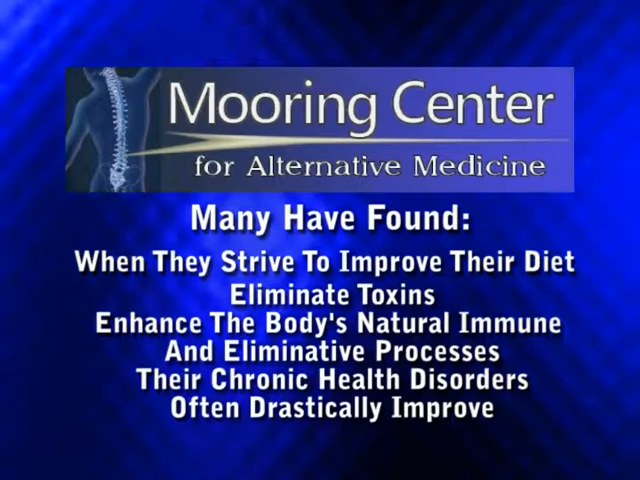 Mooring Center
for Alternative Medicine
Many Have Found:
When They Strive To Improve Their Diet
Eliminate Toxins
Enhance The Body's Natural Immune
And Eliminative Processes
Their Chronic Health Disorders
Often Drastically Improve